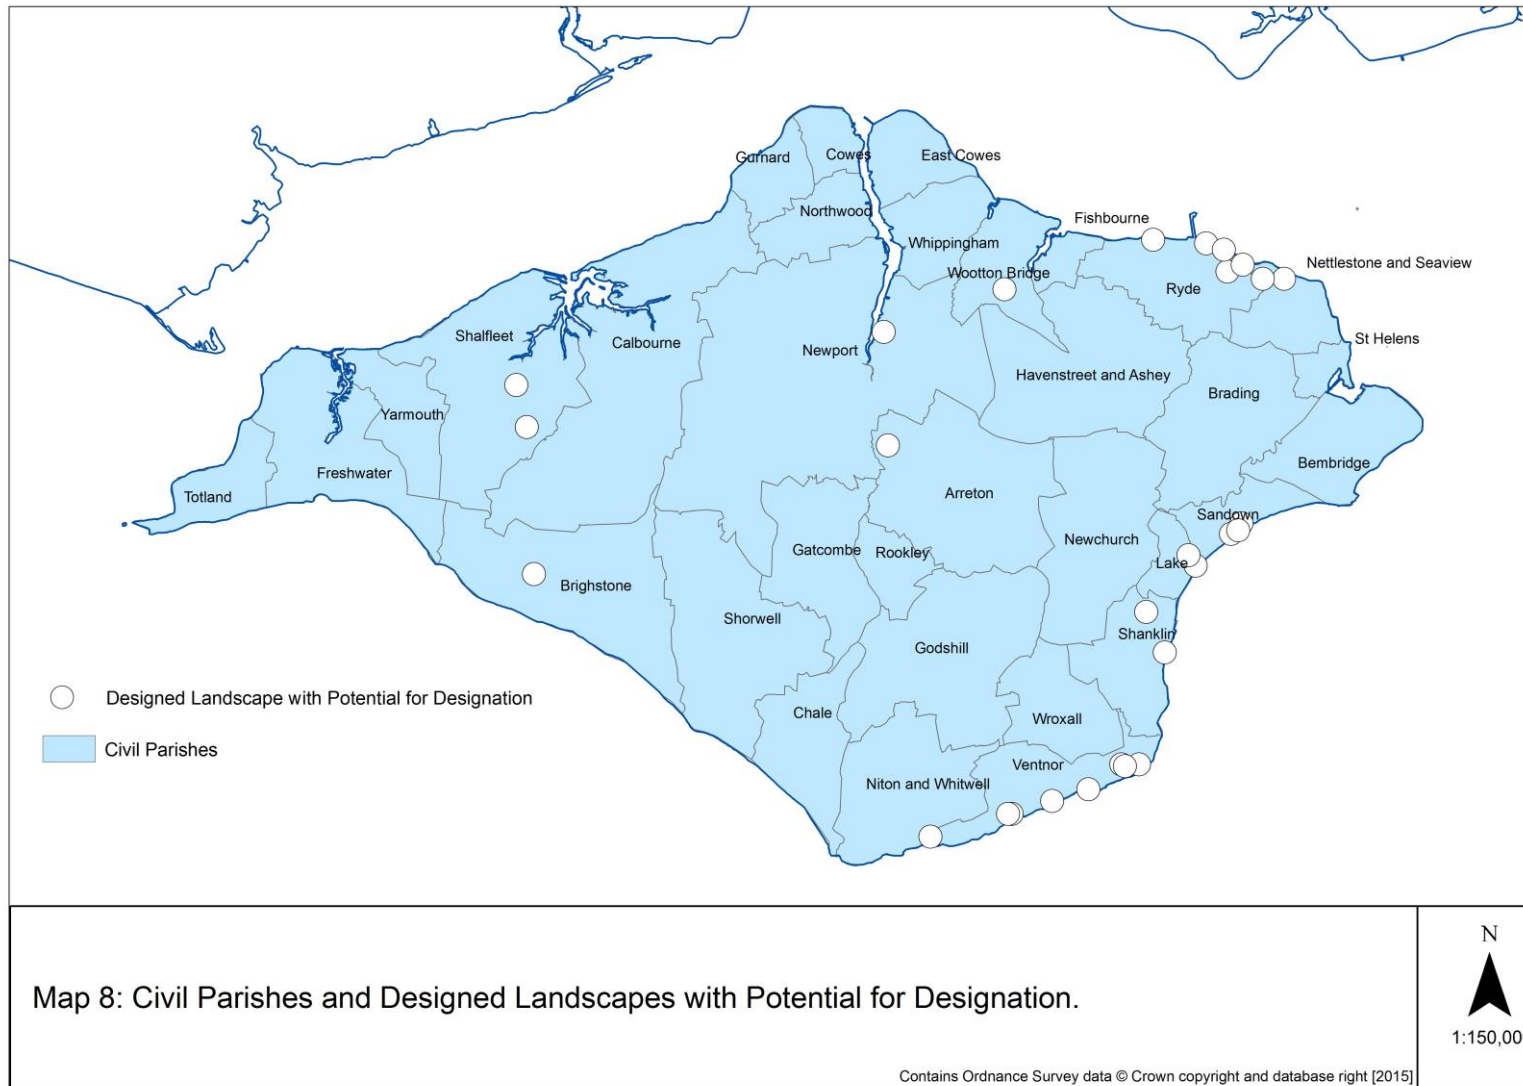 Gurnard
Cowes
East Cowes
Northwood
Fishbourne
Whippingham
Nettlestone and Seaview
Wootton Bridge
Ryde
Shalfleet
Calbourne
Newport
St Helens
Havenstreet and Ashey
Brading
Yarmouth
Freshwater
Bembridge
Totland
Arreton
Sandown
Newchurch
Gatcombe
Rookley
Lake
Brighstone
Shorwell
Shanklin
Godshill
Designed Landscape with Potential for Designation
Chale
Wroxall
Civil Parishes
Ventnor
Niton and Whitwell
Map 8: Civil Parishes and Designed Landscapes with Potential for Designation.
N
1:150,00
Contains Ordnance Survey data © Crown copyright and database right [2015]